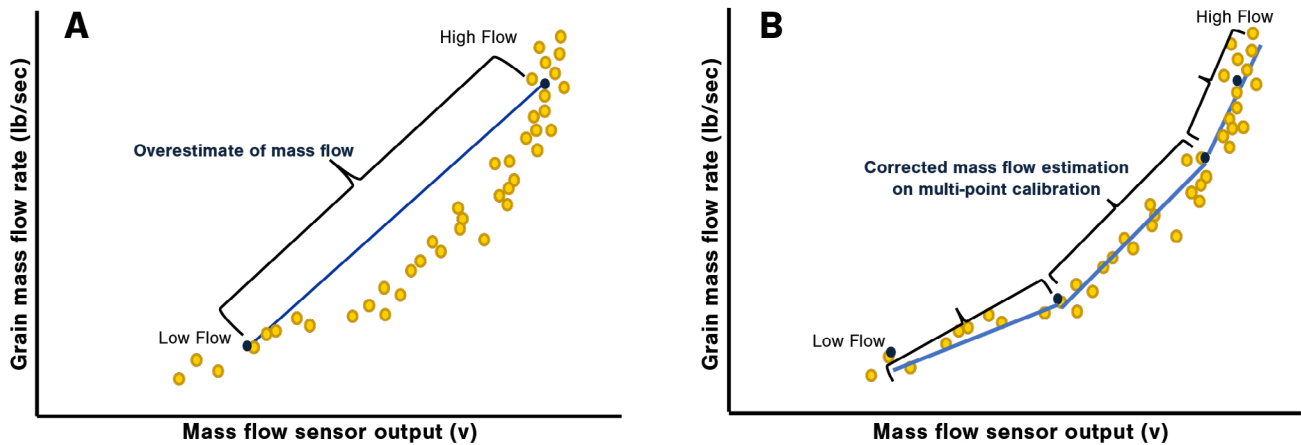 A
High Flow
Overestimate of mass flow
Low Flow
Grain mass flow rate (lb/sec)
Mass flow sensor output (v)
B
High Flow
Corrected mass flow estimation
on multi-point calibration
Low Flow
Grain mass flow rate (lb/sec)
Mass flow sensor output (v)